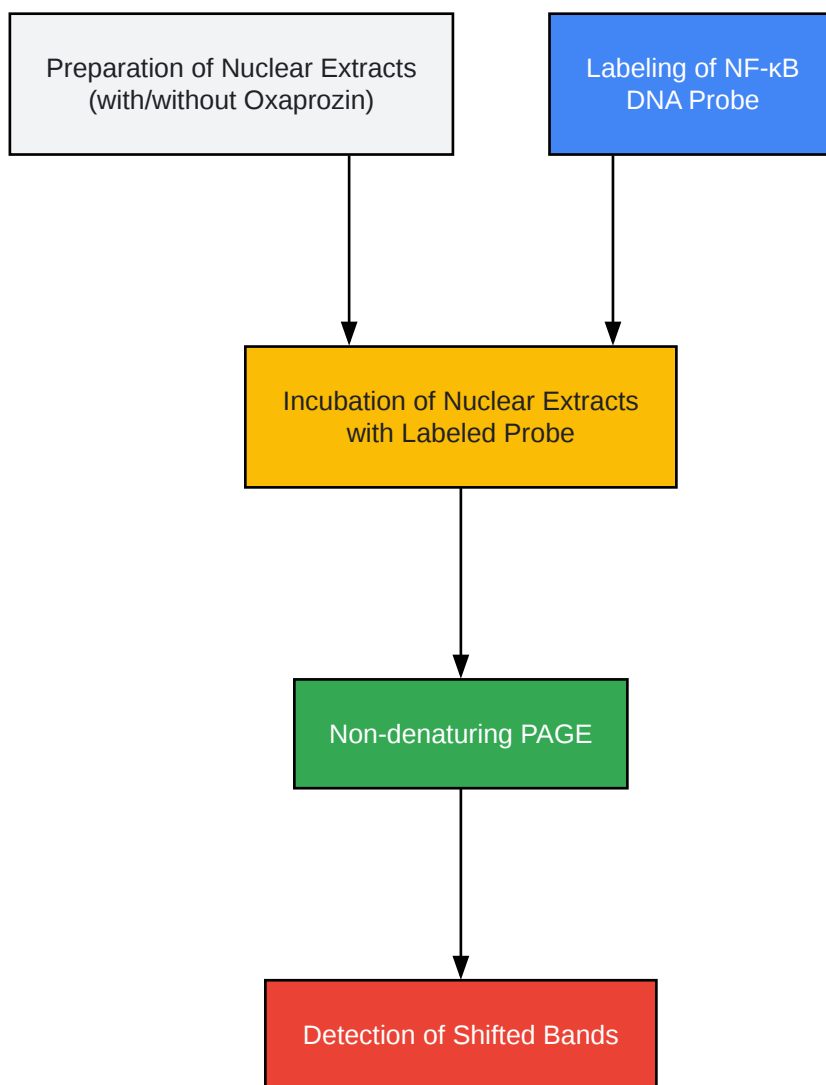 Preparation of Nuclear Extracts
(with/without Oxaprozin)
Labeling of NF-κB
DNA Probe
Incubation of Nuclear Extracts
with Labeled Probe
Non-denaturing PAGE
Detection of Shifted Bands